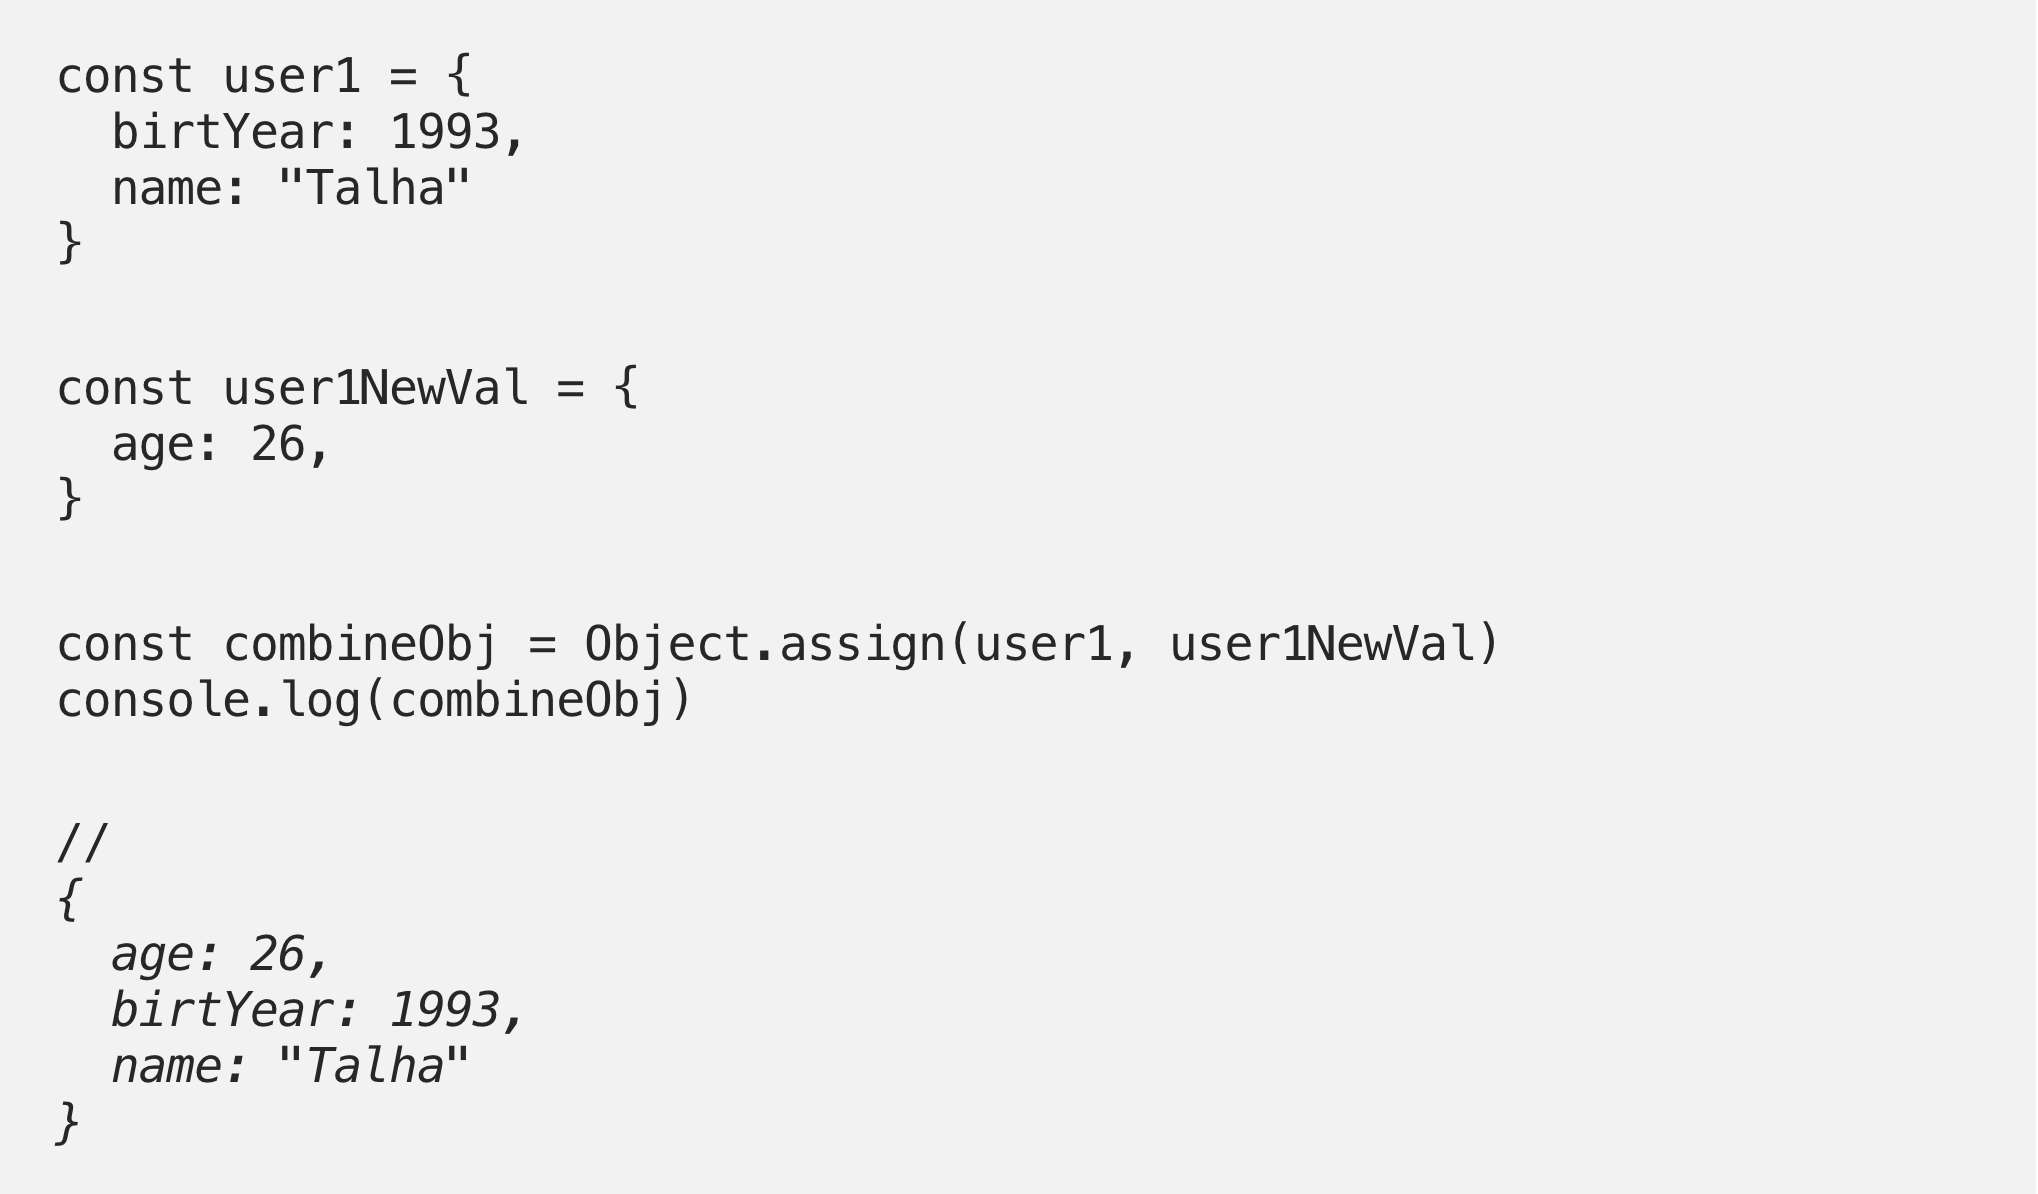 const user1 = {
  birtYear: 1993,
  name: "Talha"
}
const user1NewVal = {
  age: 26,
}
const combineObj = Object.assign(user1, user1NewVal)
console.log(combineObj)
//
{
  age: 26,
  birtYear: 1993,
  name: "Talha"
}